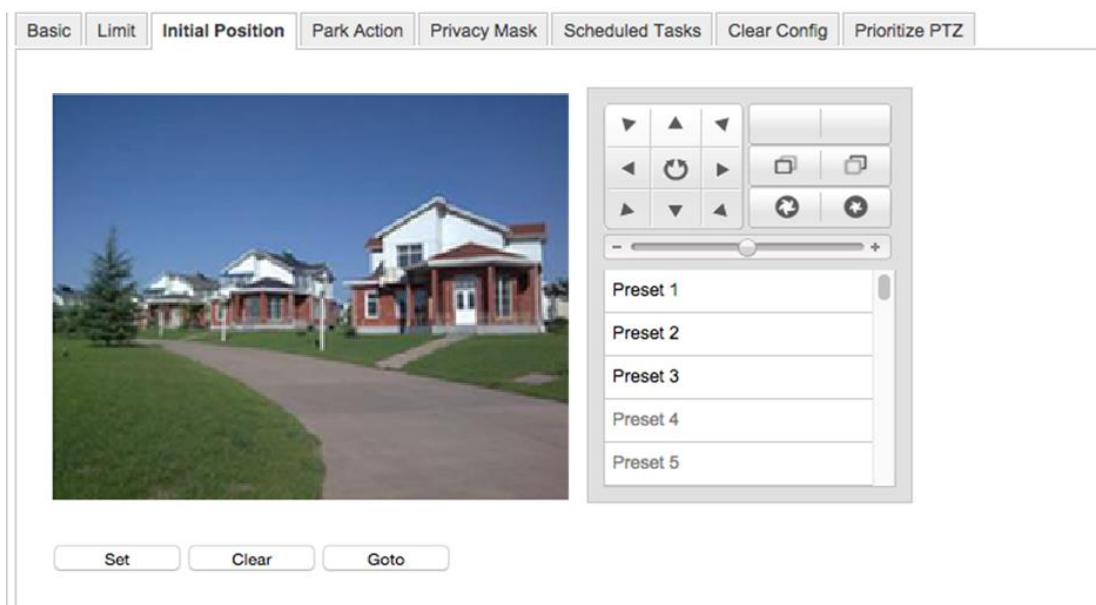 Basic Limit Initial Position Park Action Privacy Mask Scheduled Tasks Clear Config Prioritize PTZ
Preset 1
Preset 2
Preset 3
Preset 4
Preset 5
Set Clear Goto